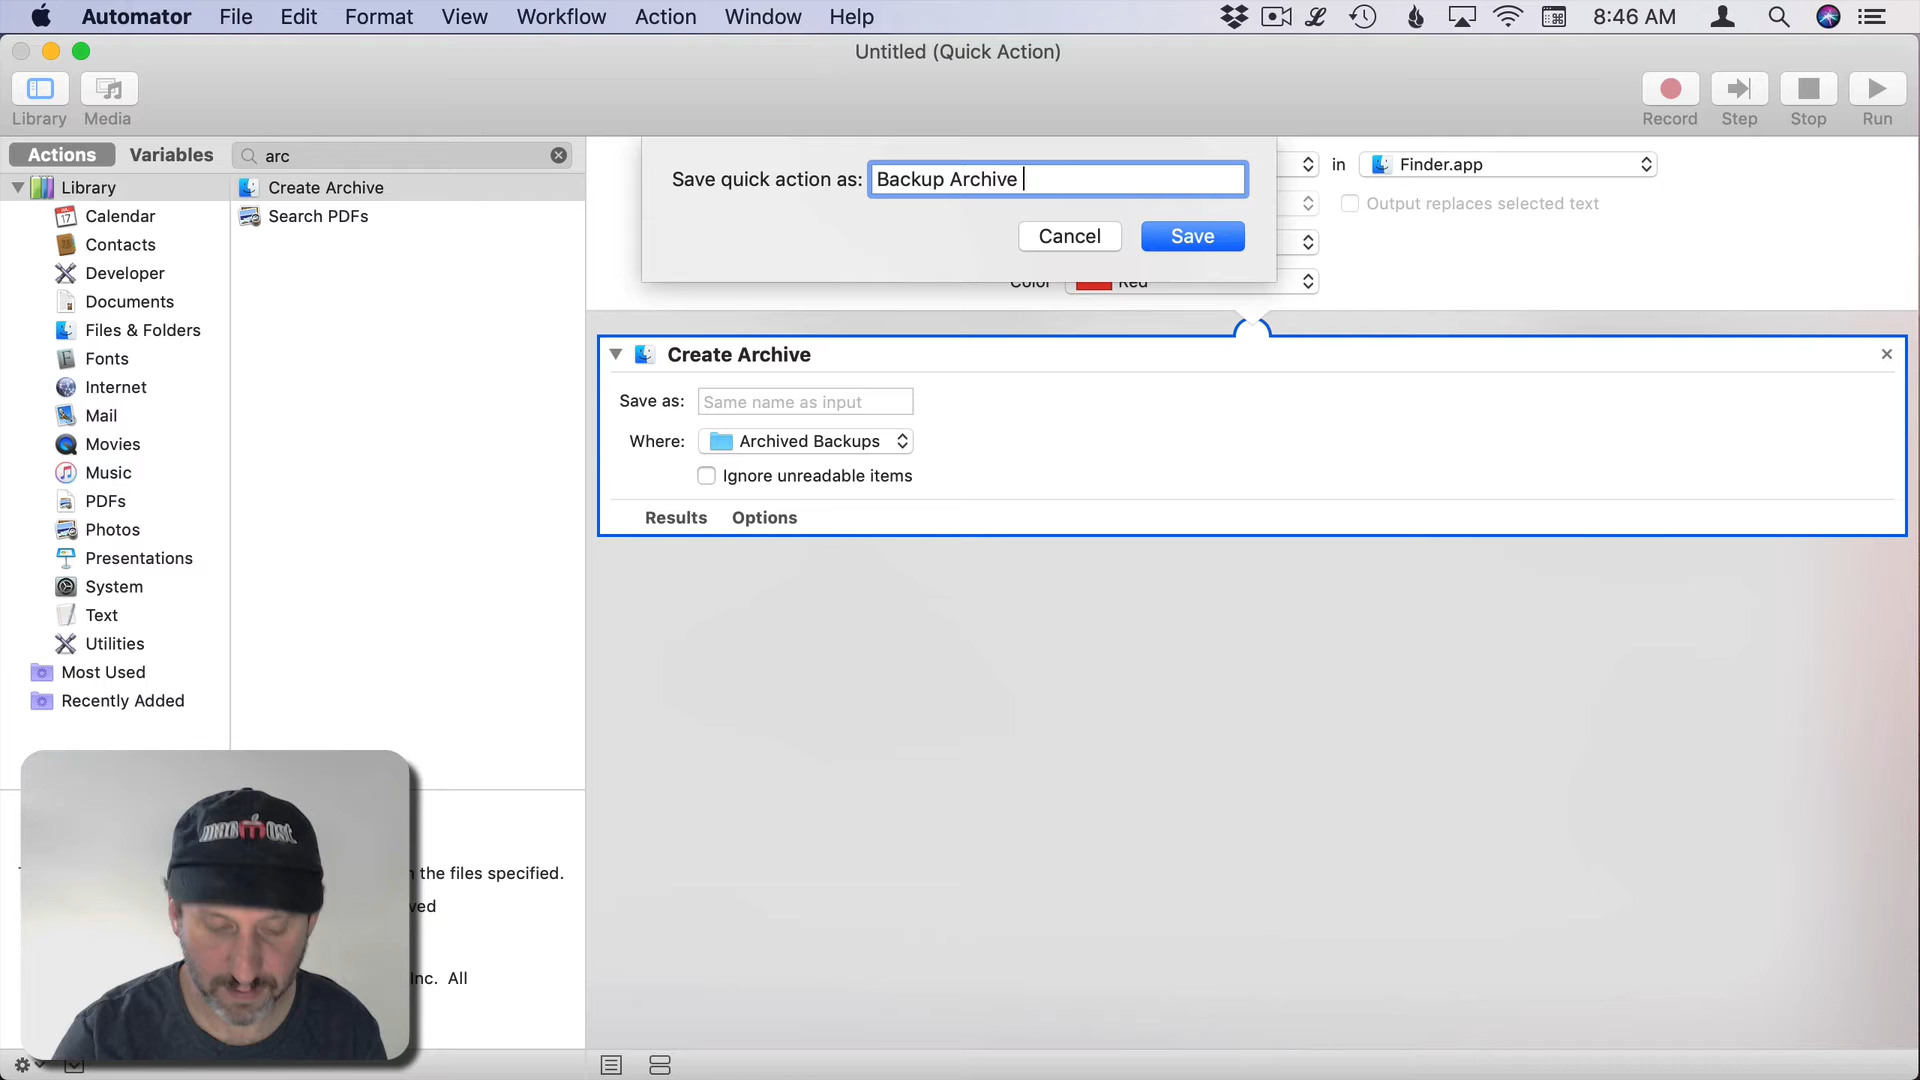 Automator File Edit Format View Workflow Action Window Help 8:46 AM
Untitled (Quick Action)
Library Media Record Step Stop Run
Actions Variables arc
Library
Calendar
Contacts
Developer
Documents
Files & Folders
Fonts
Internet
Mail
Movies
Music
PDFs
Photos
Presentations
System
Text
Utilities
Most Used
Recently Added
Create Archive
Search PDFs
Save quick action as: Backup Archive
Cancel Save
in Finder.app
Output replaces selected text
Color Red
Create Archive
Save as: Same name as input
Where: Archived Backups
Ignore unreadable items
Results Options
the files specified.
Inc. All
macmost